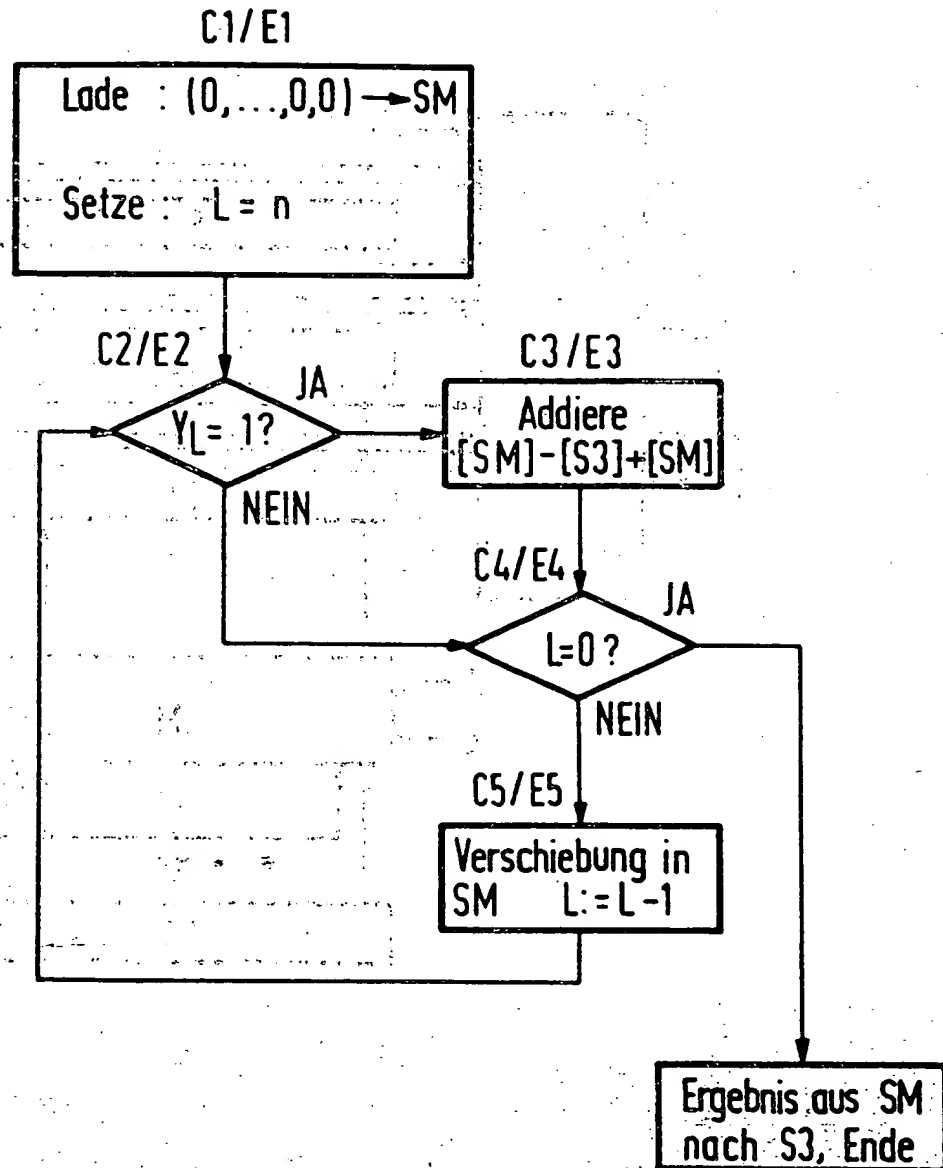 C1/E1
Lade : (0,...,0,0)→SM
Setze : L = n
C2/E2
JA
Y_L = 1?
NEIN
C3/E3
Addiere
[SM]-[S3]+[SM]
C4/E4
JA
L=0?
NEIN
C5/E5
Verschiebung in
SM L:=L-1
Ergebnis aus SM
nach S3, Ende